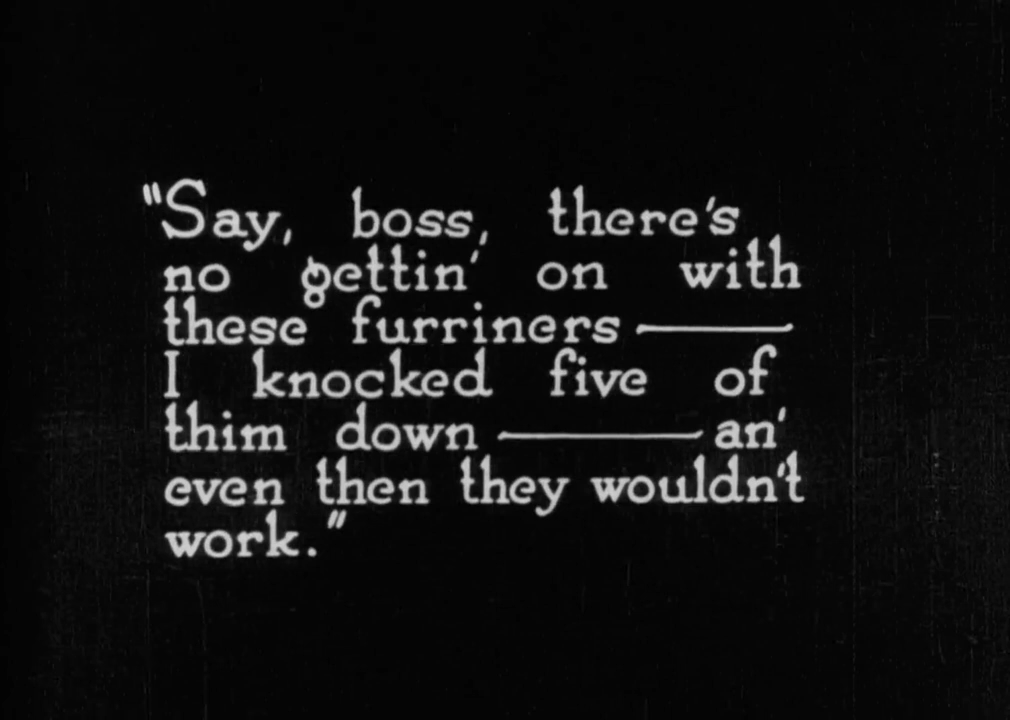 "Say, boss, there's
no gettin' on with
these furriners ——
I knocked five of
thim down —— an'
even then they wouldn't
work."